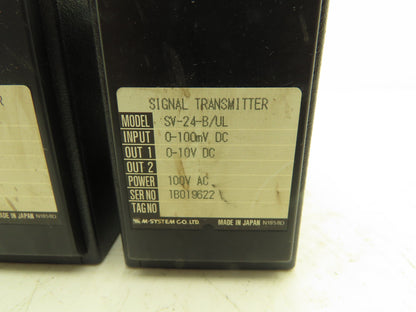 SIGNAL TRANSMITTER
MODEL SV-24-B/UL
INPUT 0-100mV DC
OUT 1 0-10V DC
OUT 2
POWER 100V AC
SER NO 1B019622
TAG NO
M-SYSTEM CO.,LTD. MADE IN JAPAN
R
MADE IN JAPAN